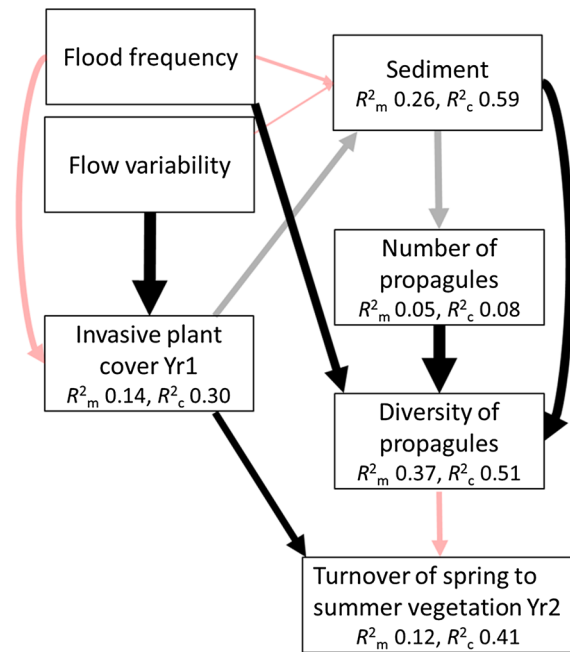 Flood frequency
Sediment
R²m 0.26, R²c 0.59
Flow variability
Number of
propagules
R²m 0.05, R²c 0.08
Invasive plant
cover Yr1
R²m 0.14, R²c 0.30
Diversity of
propagules
R²m 0.37, R²c 0.51
Turnover of spring to
summer vegetation Yr2
R²m 0.12, R²c 0.41